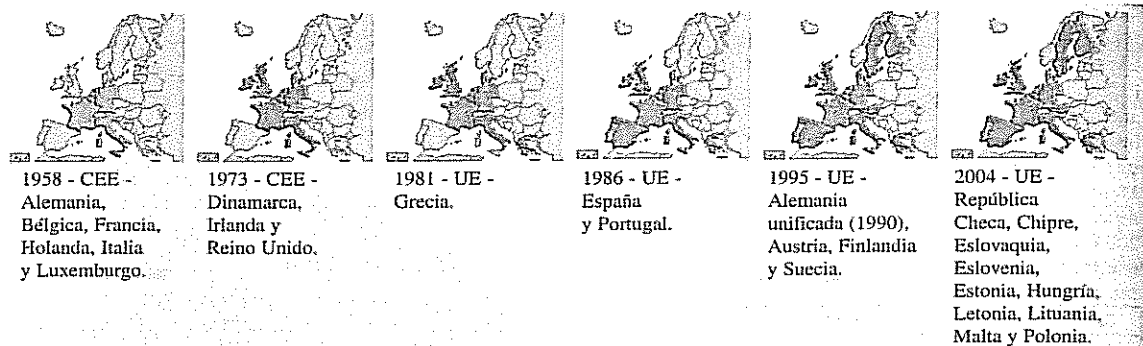 1958 - CEE -
Alemania,
Bélgica, Francia,
Holanda, Italia
y Luxemburgo.
1973 - CEE -
Dinamarca,
Irlanda y
Reino Unido.
1981 - UE -
Grecia.
1986 - UE -
España
y Portugal.
1995 - UE -
Alemania
unificada (1990),
Austria, Finlandia
y Suecia.
2004 - UE -
República
Checa, Chipre,
Eslovaquia,
Eslovenia,
Estonia, Hungría,
Letonia, Lituania,
Malta y Polonia.